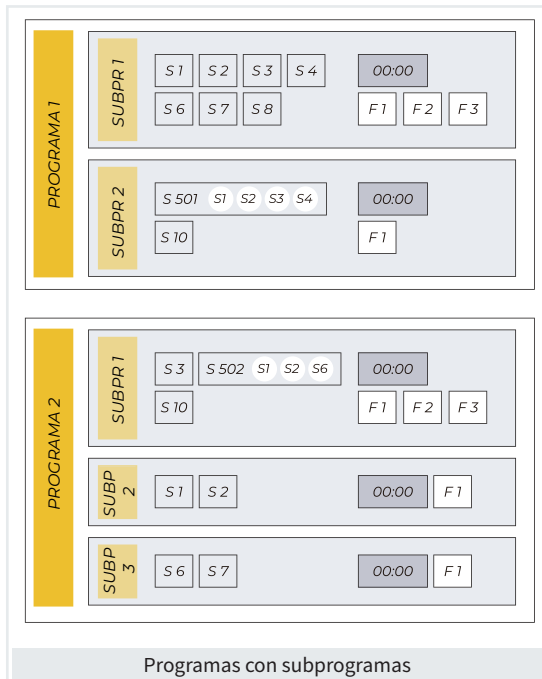 PROGRAMA 1
SUBPR 1
S 1 S 2 S 3 S 4 00:00
S 6 S 7 S 8 F 1 F 2 F 3
SUBPR 2
S 501 S1 S2 S3 S4 00:00
S 10 F 1
PROGRAMA 2
SUBPR 1
S 3 S 502 S1 S2 S6 00:00
S 10 F 1 F 2 F 3
SUBP
2
S 1 S 2 00:00 F 1
SUBP
3
S 6 S 7 00:00 F 1
Programas con subprogramas